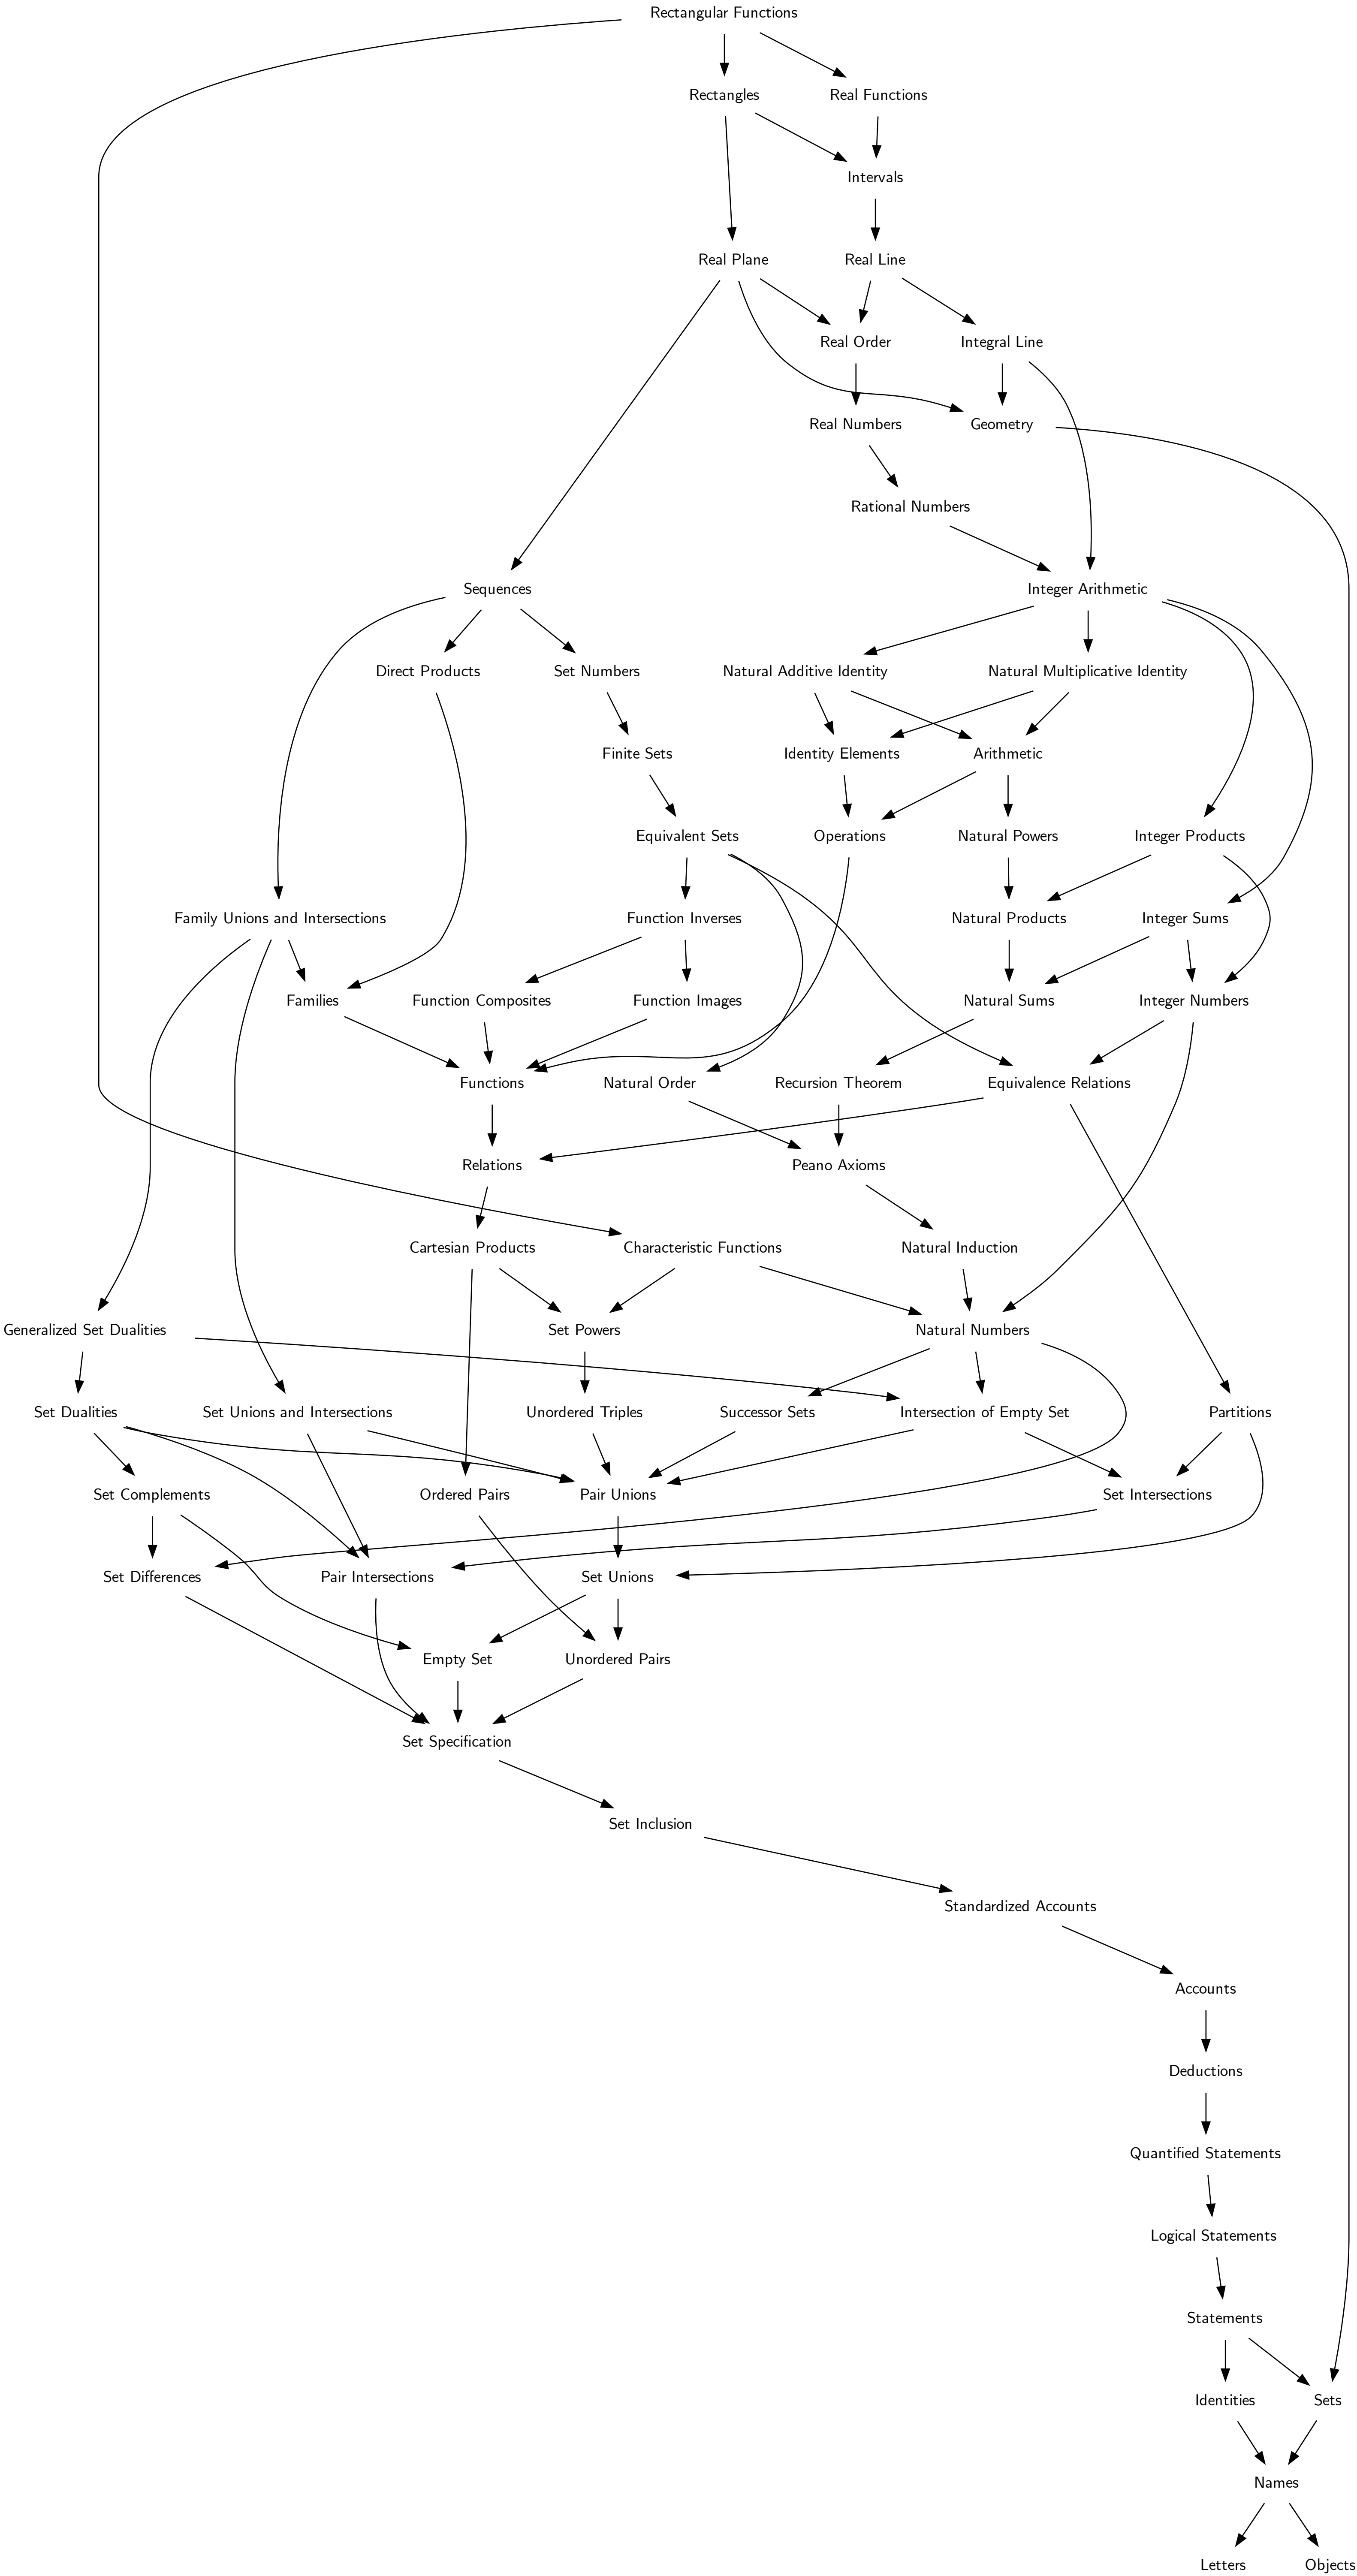 Rectangular Functions
Rectangles
Real Functions
Intervals
Real Plane
Real Line
Real Order
Integral Line
Real Numbers
Geometry
Rational Numbers
Sequences
Integer Arithmetic
Direct Products
Set Numbers
Natural Additive Identity
Natural Multiplicative Identity
Finite Sets
Identity Elements
Arithmetic
Equivalent Sets
Operations
Natural Powers
Integer Products
Family Unions and Intersections
Function Inverses
Natural Products
Integer Sums
Families
Function Composites
Function Images
Natural Sums
Integer Numbers
Functions
Natural Order
Recursion Theorem
Equivalence Relations
Relations
Peano Axioms
Cartesian Products
Characteristic Functions
Natural Induction
Generalized Set Dualities
Set Powers
Natural Numbers
Set Dualities
Set Unions and Intersections
Unordered Triples
Successor Sets
Intersection of Empty Set
Partitions
Set Complements
Ordered Pairs
Pair Unions
Set Intersections
Set Differences
Pair Intersections
Set Unions
Empty Set
Unordered Pairs
Set Specification
Set Inclusion
Standardized Accounts
Accounts
Deductions
Quantified Statements
Logical Statements
Statements
Identities
Sets
Names
Letters
Objects